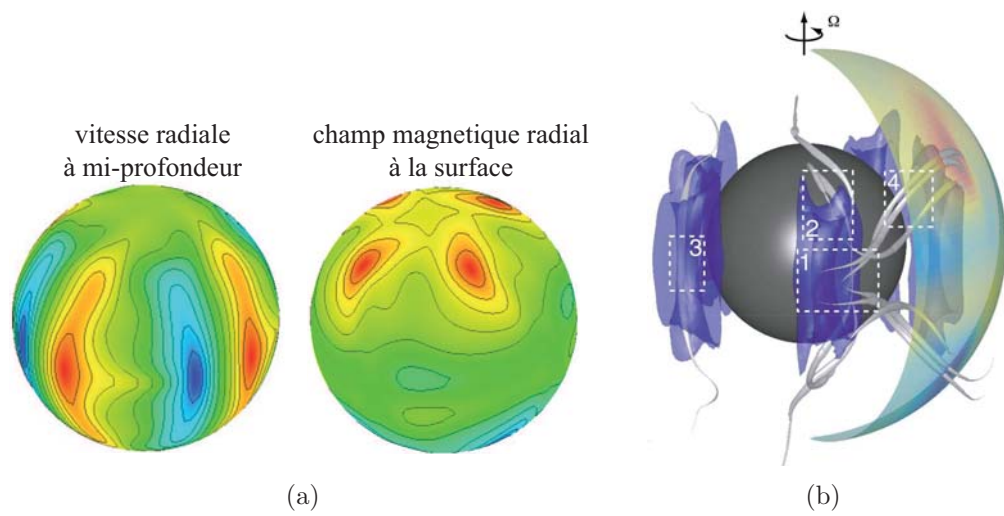 vitesse radiale
à mi-profondeur
champ magnetique radial
à la surface
Ω
4
2
3
1
(a)
(b)